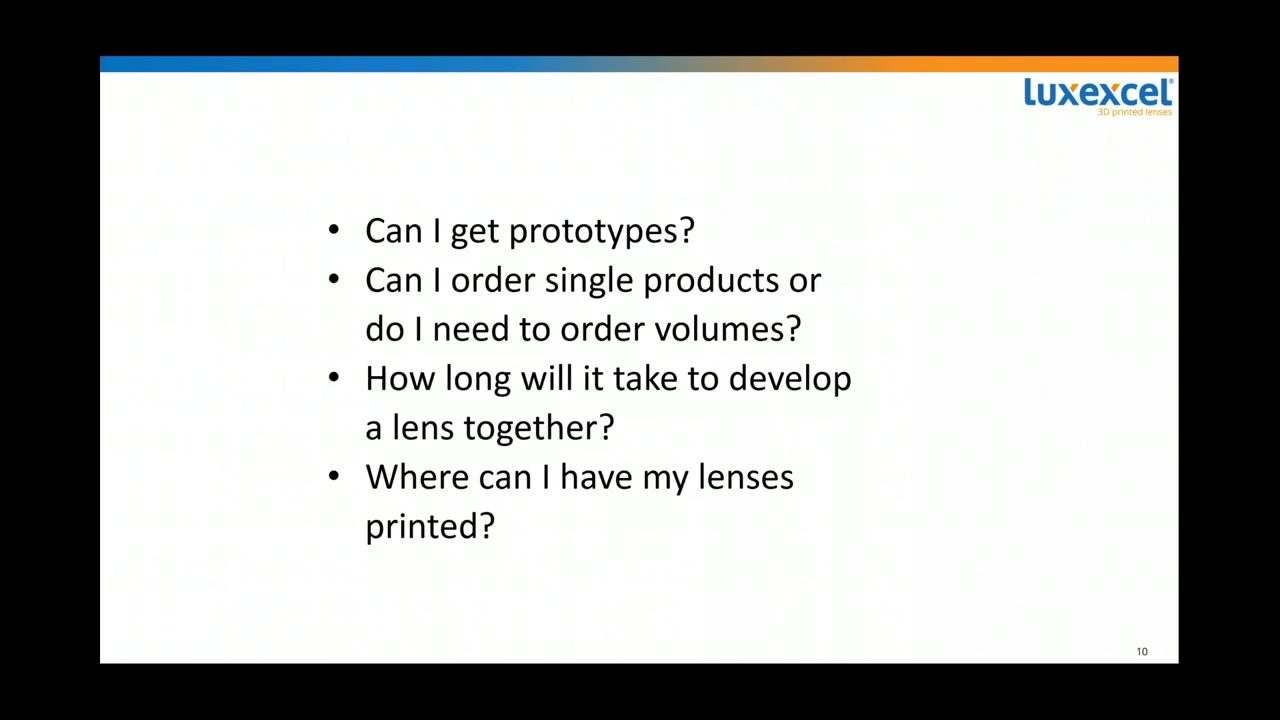 luxexcel®
3D printed lenses
• Can I get prototypes?
• Can I order single products or
do I need to order volumes?
• How long will it take to develop
a lens together?
• Where can I have my lenses
printed?
10